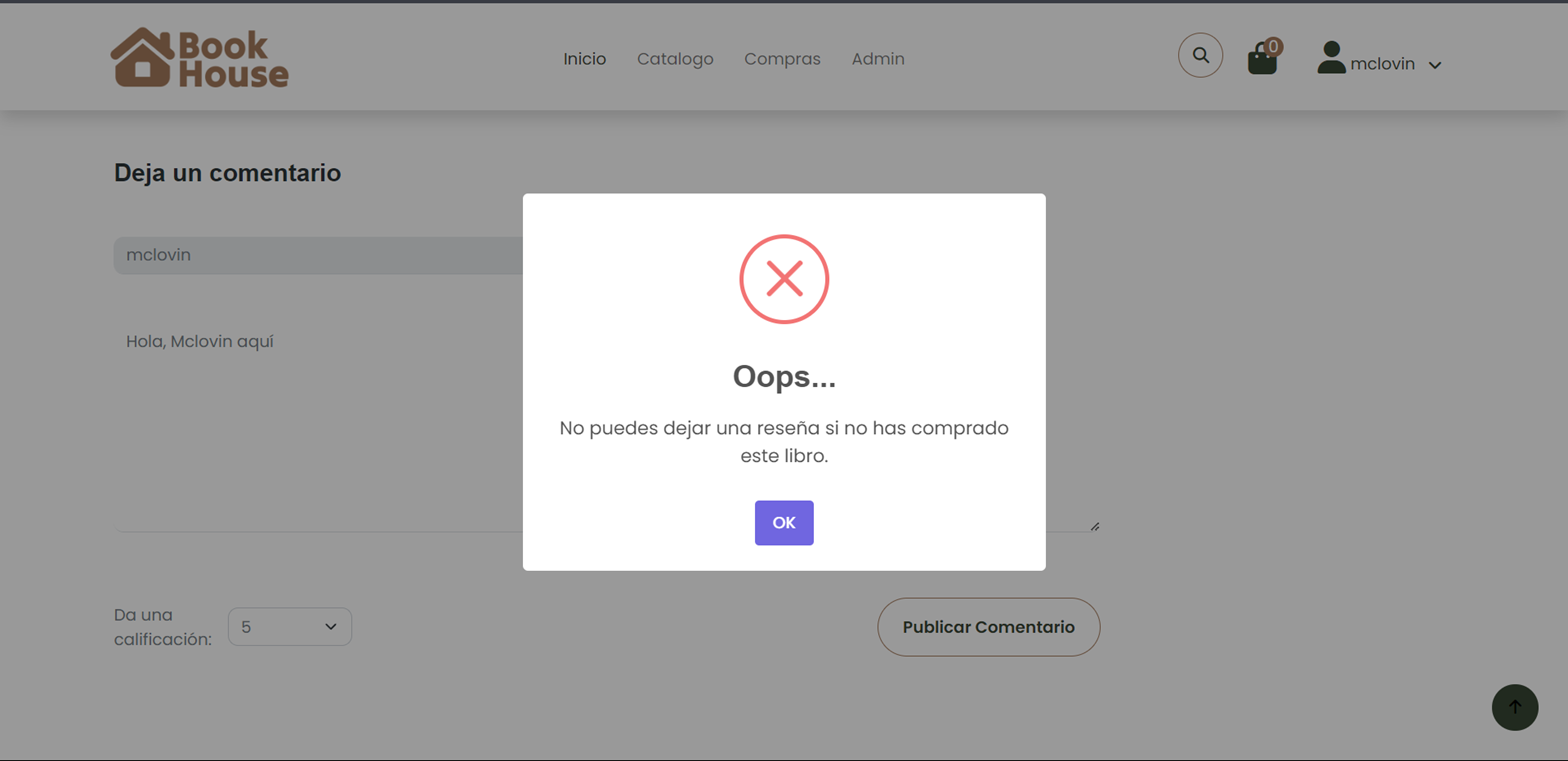 Book
House
Inicio Catalogo Compras Admin
0
mclovin
Deja un comentario
mclovin
Hola, Mclovin aquí
Oops...
No puedes dejar una reseña si no has comprado
este libro.
OK
Da una
calificación:
5
Publicar Comentario